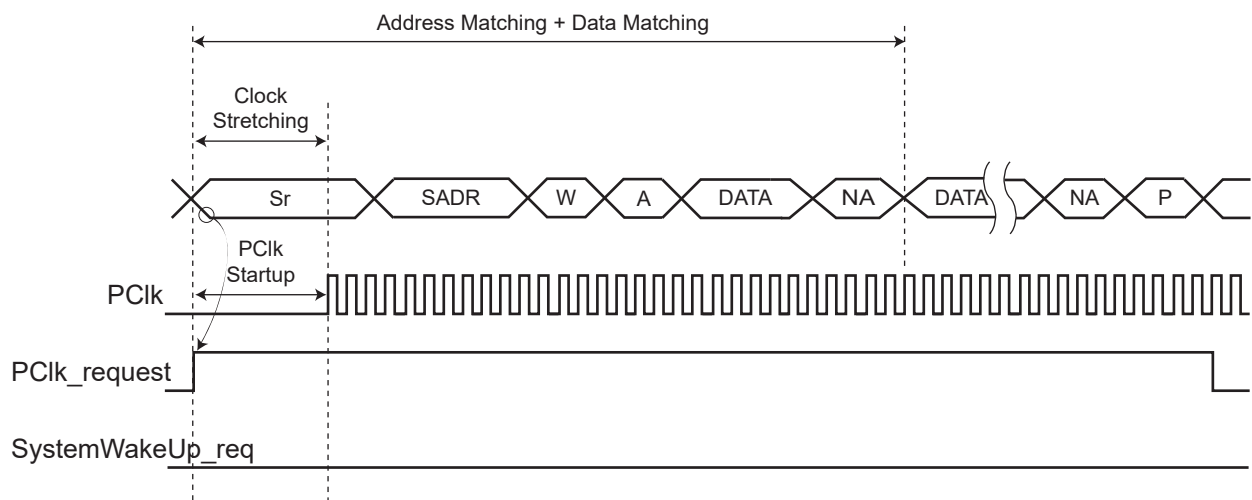 Address Matching + Data Matching
Clock
Stretching
Sr
SADR
W
A
DATA
NA
DATA
NA
P
PClk
Startup
PClk
PClk_request
SystemWakeUp_req